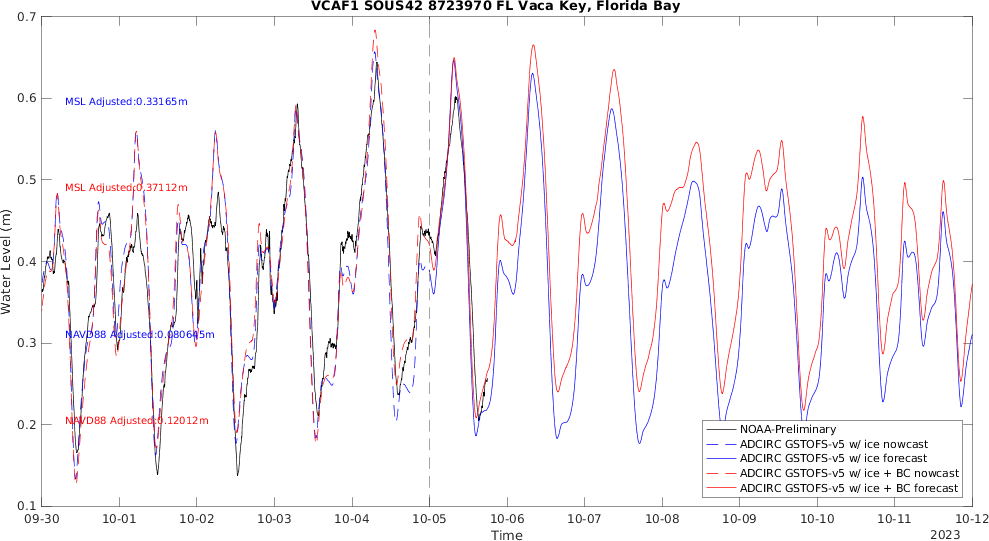 VCAF1 SOUS42 8723970 FL Vaca Key, Florida Bay
0.7
0.6
0.5
0.4
0.3
0.2
0.1
Water Level (m)
MSL Adjusted:0.33165m
MSL Adjusted:0.37112m
NAVD88 Adjusted:0.080645m
NAVD88 Adjusted:0.12012m
NOAA-Preliminary
ADCIRC GSTOFS-v5 w/ ice nowcast
ADCIRC GSTOFS-v5 w/ ice forecast
ADCIRC GSTOFS-v5 w/ ice + BC nowcast
ADCIRC GSTOFS-v5 w/ ice + BC forecast
09-30 10-01 10-02 10-03 10-04 10-05 10-06 10-07 10-08 10-09 10-10 10-11 10-12
Time
2023